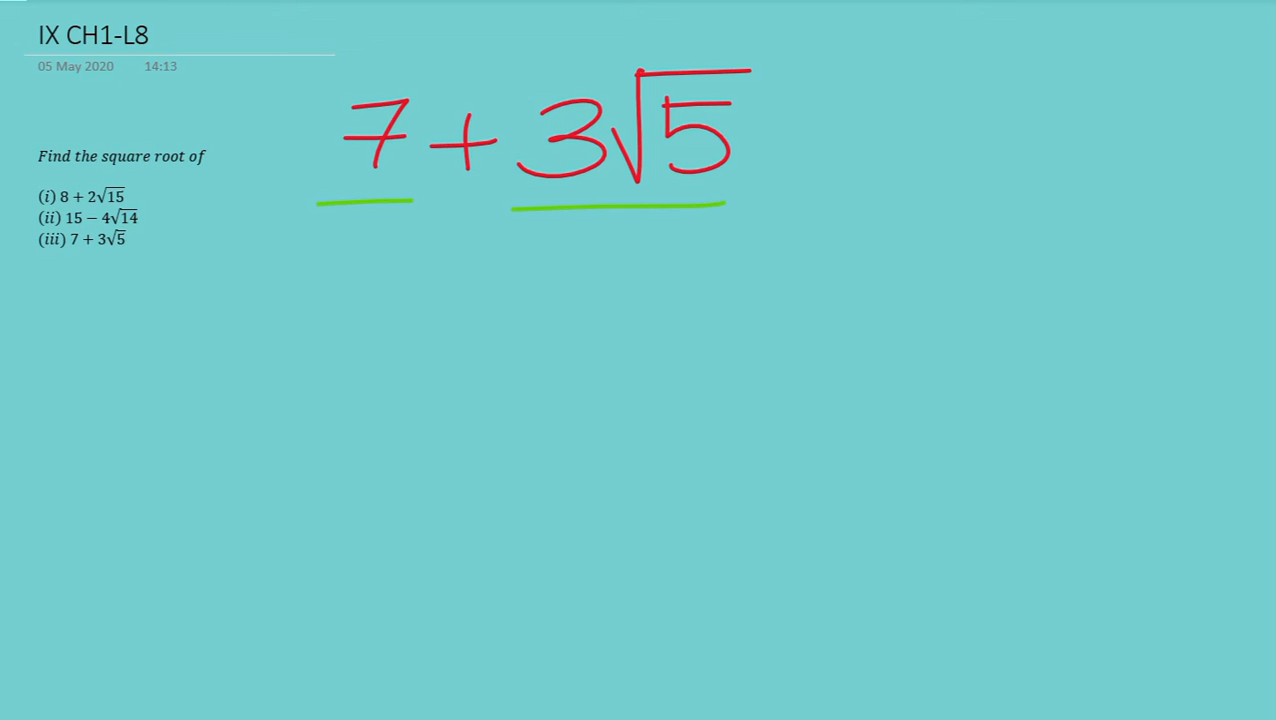 IX CH1-L8
05 May 2020 14:13
7 + 3√5
Find the square root of
(i) 8 + 2√15
(ii) 15 − 4√14
(iii) 7 + 3√5